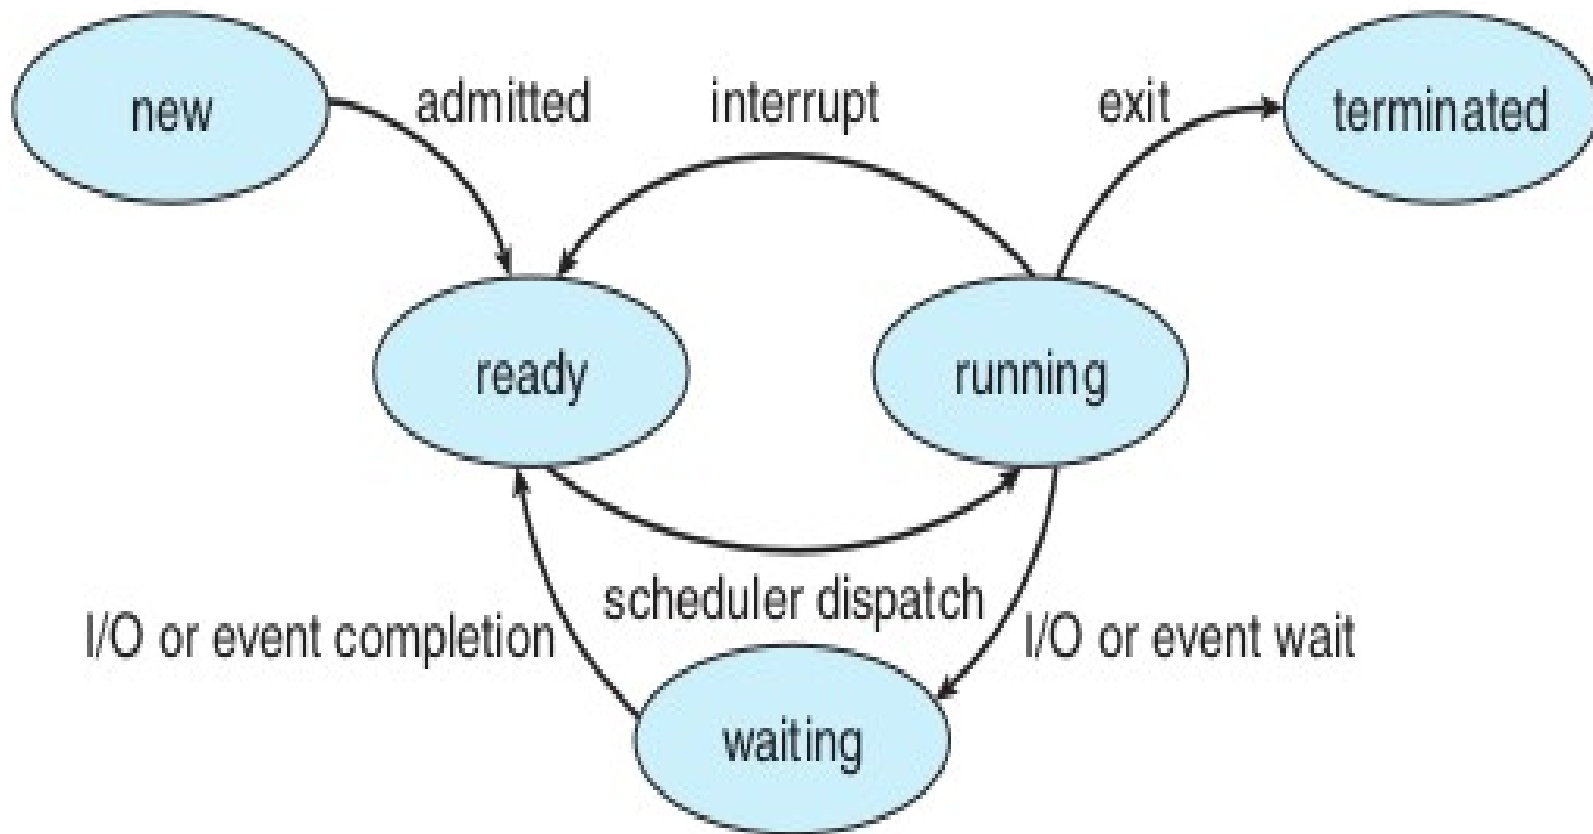 new
admitted
interrupt
exit
terminated
ready
running
scheduler dispatch
I/O or event completion
I/O or event wait
waiting